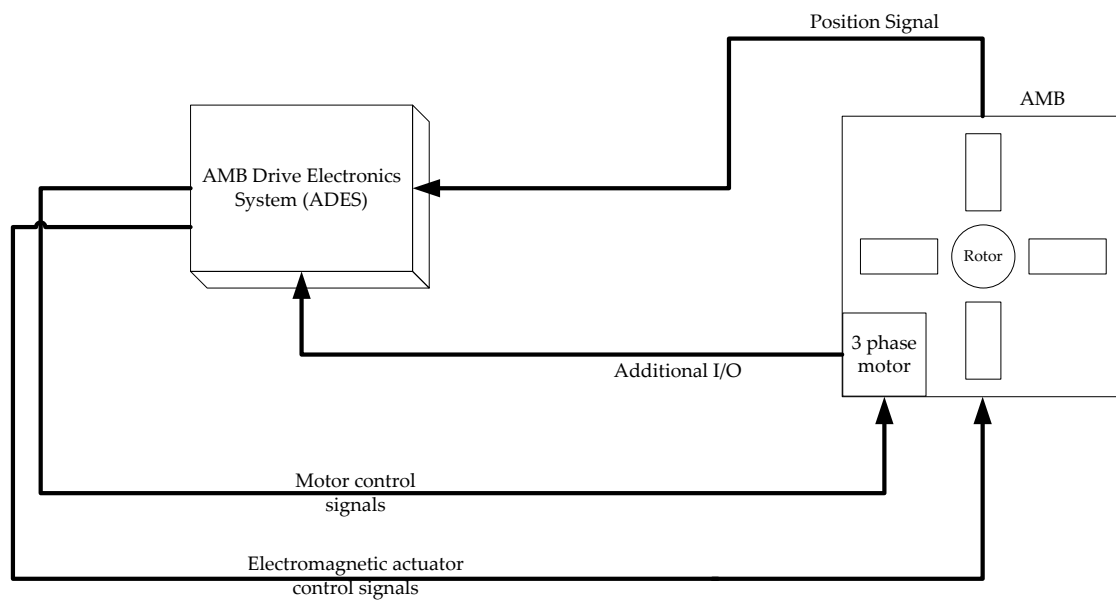 Position Signal
AMB
AMB Drive Electronics
System (ADES)
Rotor
3 phase
motor
Additional I/O
Motor control
signals
Electromagnetic actuator
control signals